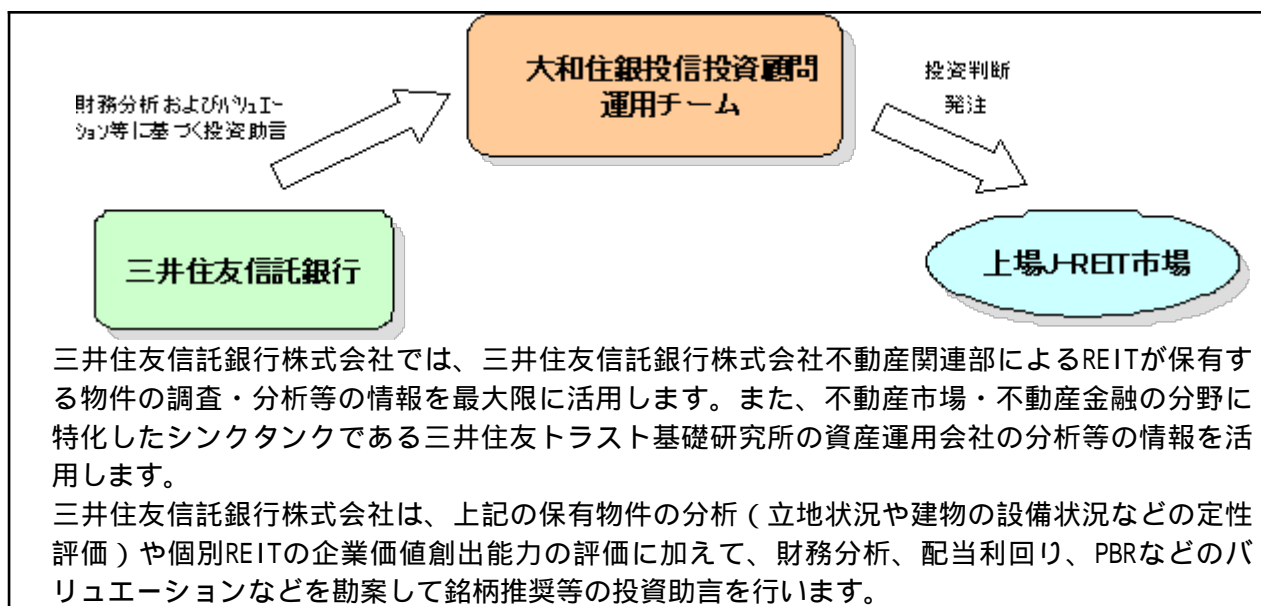 大和住銀投信投資顧問
運用チーム
投資判断
発注
財務分析およびバリュエー
ション等に基づく投資助言
三井住友信託銀行
上場J-REIT市場
三井住友信託銀行株式会社では、三井住友信託銀行株式会社不動産関連部によるREITが保有す
る物件の調査・分析等の情報を最大限に活用します。また、不動産市場・不動産金融の分野に
特化したシンクタンクである三井住友トラスト基礎研究所の資産運用会社の分析等の情報を活
用します。
三井住友信託銀行株式会社は、上記の保有物件の分析(立地状況や建物の設備状況などの定性
評価)や個別REITの企業価値創出能力の評価に加えて、財務分析、配当利回り、PBRなどのバ
リュエーションなどを勘案して銘柄推奨等の投資助言を行います。